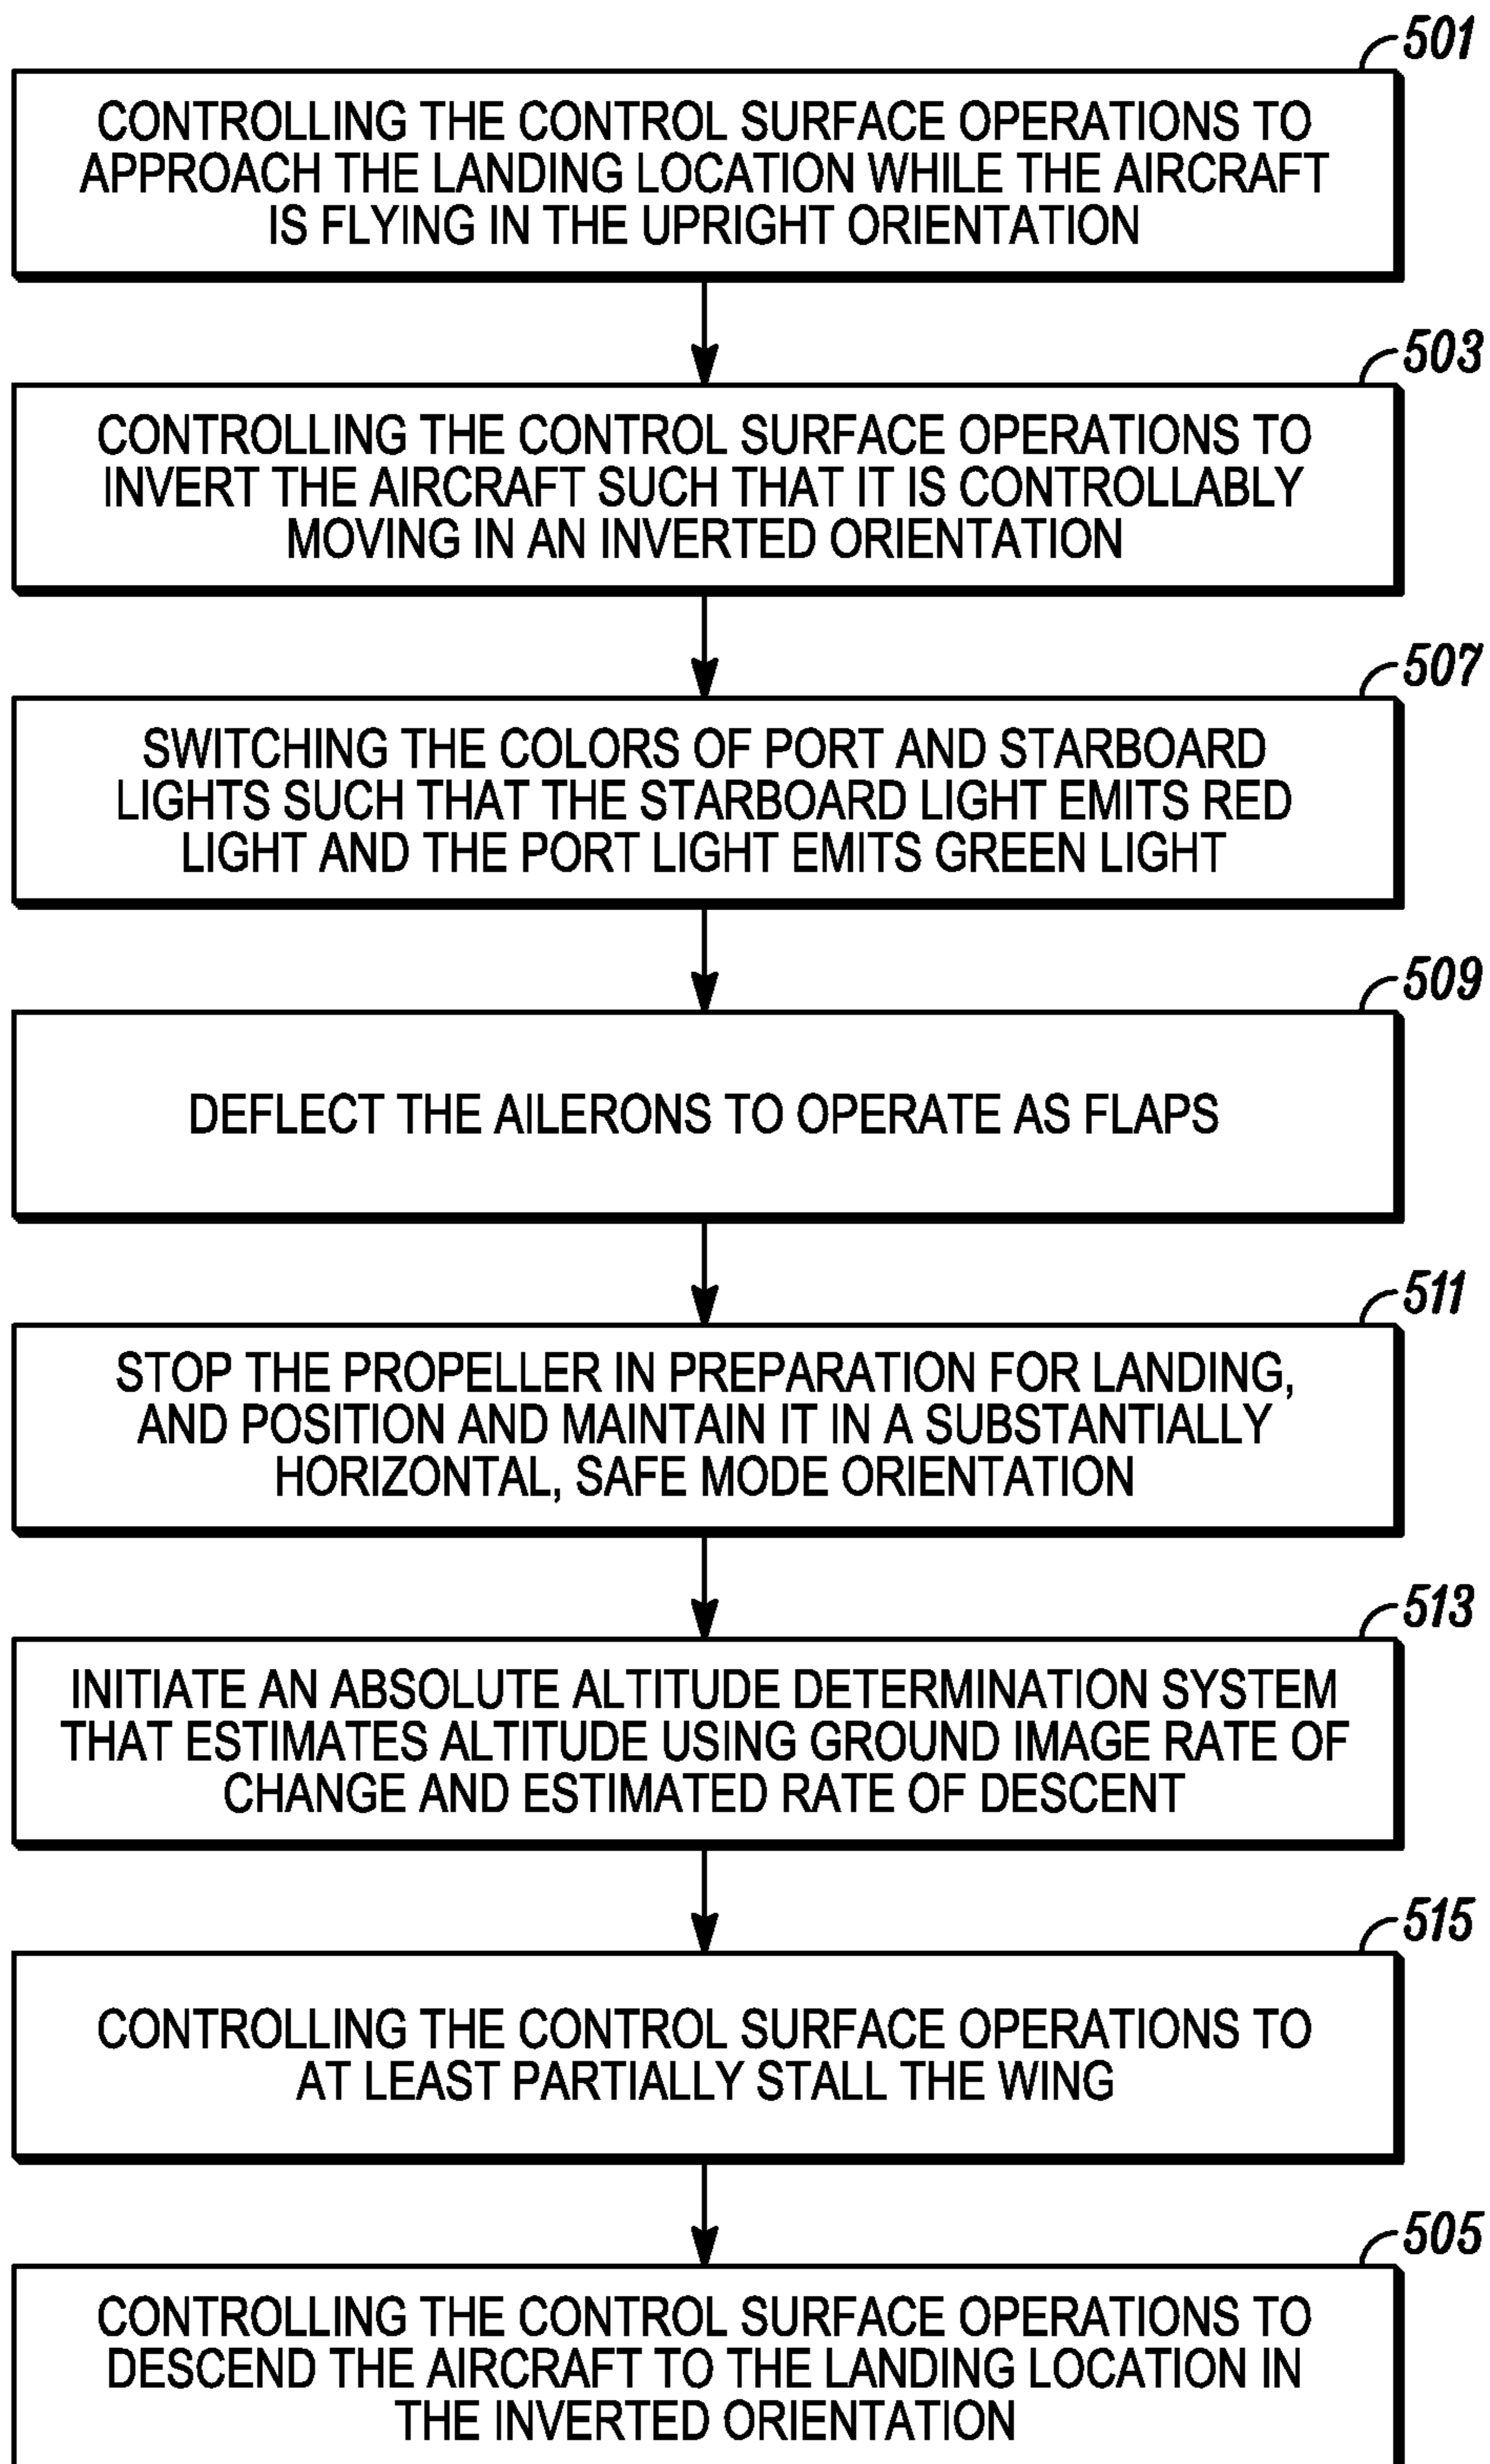 501
CONTROLLING THE CONTROL SURFACE OPERATIONS TO
APPROACH THE LANDING LOCATION WHILE THE AIRCRAFT
IS FLYING IN THE UPRIGHT ORIENTATION
503
CONTROLLING THE CONTROL SURFACE OPERATIONS TO
INVERT THE AIRCRAFT SUCH THAT IT IS CONTROLLABLY
MOVING IN AN INVERTED ORIENTATION
507
SWITCHING THE COLORS OF PORT AND STARBOARD
LIGHTS SUCH THAT THE STARBOARD LIGHT EMITS RED
LIGHT AND THE PORT LIGHT EMITS GREEN LIGHT
509
DEFLECT THE AILERONS TO OPERATE AS FLAPS
511
STOP THE PROPELLER IN PREPARATION FOR LANDING,
AND POSITION AND MAINTAIN IT IN A SUBSTANTIALLY
HORIZONTAL, SAFE MODE ORIENTATION
513
INITIATE AN ABSOLUTE ALTITUDE DETERMINATION SYSTEM
THAT ESTIMATES ALTITUDE USING GROUND IMAGE RATE OF
CHANGE AND ESTIMATED RATE OF DESCENT
515
CONTROLLING THE CONTROL SURFACE OPERATIONS TO
AT LEAST PARTIALLY STALL THE WING
505
CONTROLLING THE CONTROL SURFACE OPERATIONS TO
DESCEND THE AIRCRAFT TO THE LANDING LOCATION IN
THE INVERTED ORIENTATION